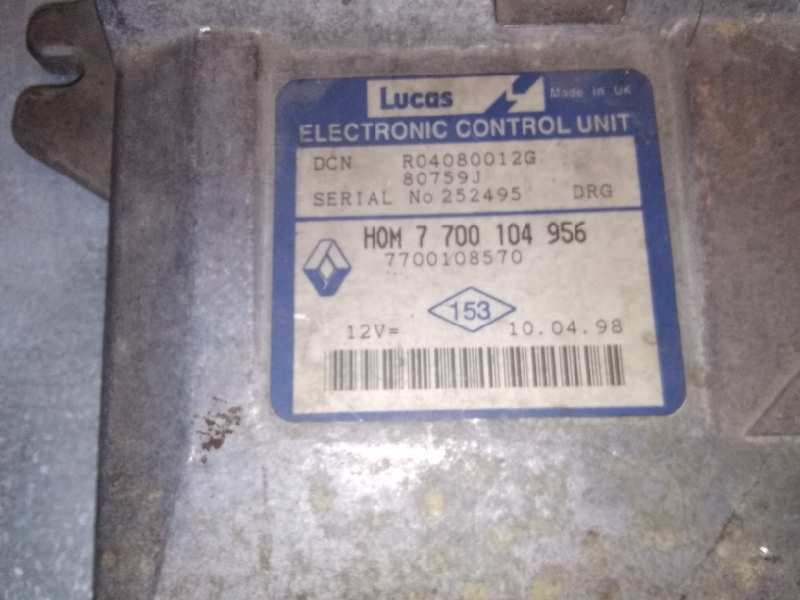 Lucas Made in UK
ELECTRONIC CONTROL UNIT
DCN R04080012G
80759J
SERIAL No 252495 DRG
HOM 7 700 104 956
7700108570
153
12V= 10.04.98